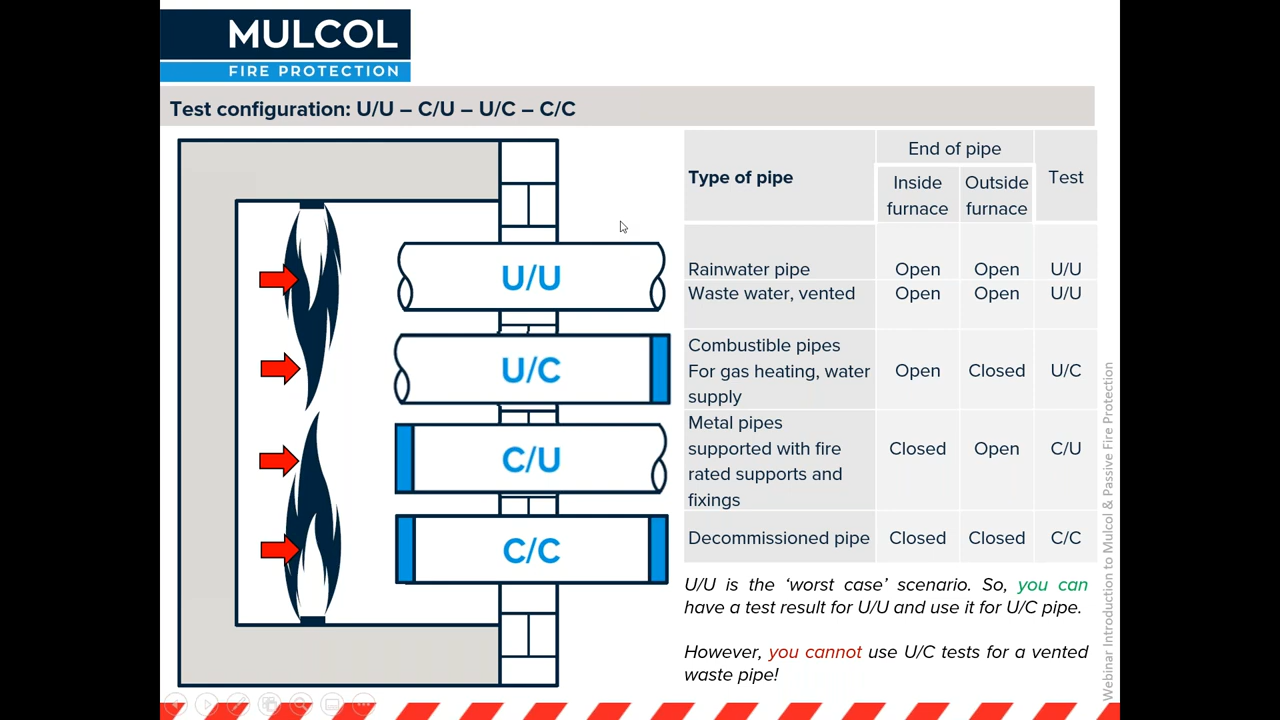 MULCOL
FIRE PROTECTION
Test configuration: U/U – C/U – U/C – C/C
U/U
U/C
C/U
C/C
Type of pipe
End of pipe
Test
Inside
furnace
Outside
furnace
Rainwater pipe Open Open U/U
Waste water, vented Open Open U/U
Combustible pipes
For gas heating, water Open Closed U/C
supply
Metal pipes
supported with fire Closed Open C/U
rated supports and
fixings
Decommissioned pipe Closed Closed C/C
U/U is the ‘worst case’ scenario. So, you can
have a test result for U/U and use it for U/C pipe.
However, you cannot use U/C tests for a vented
waste pipe!
Webinar Introduction to Mulcol & Passive Fire Protection